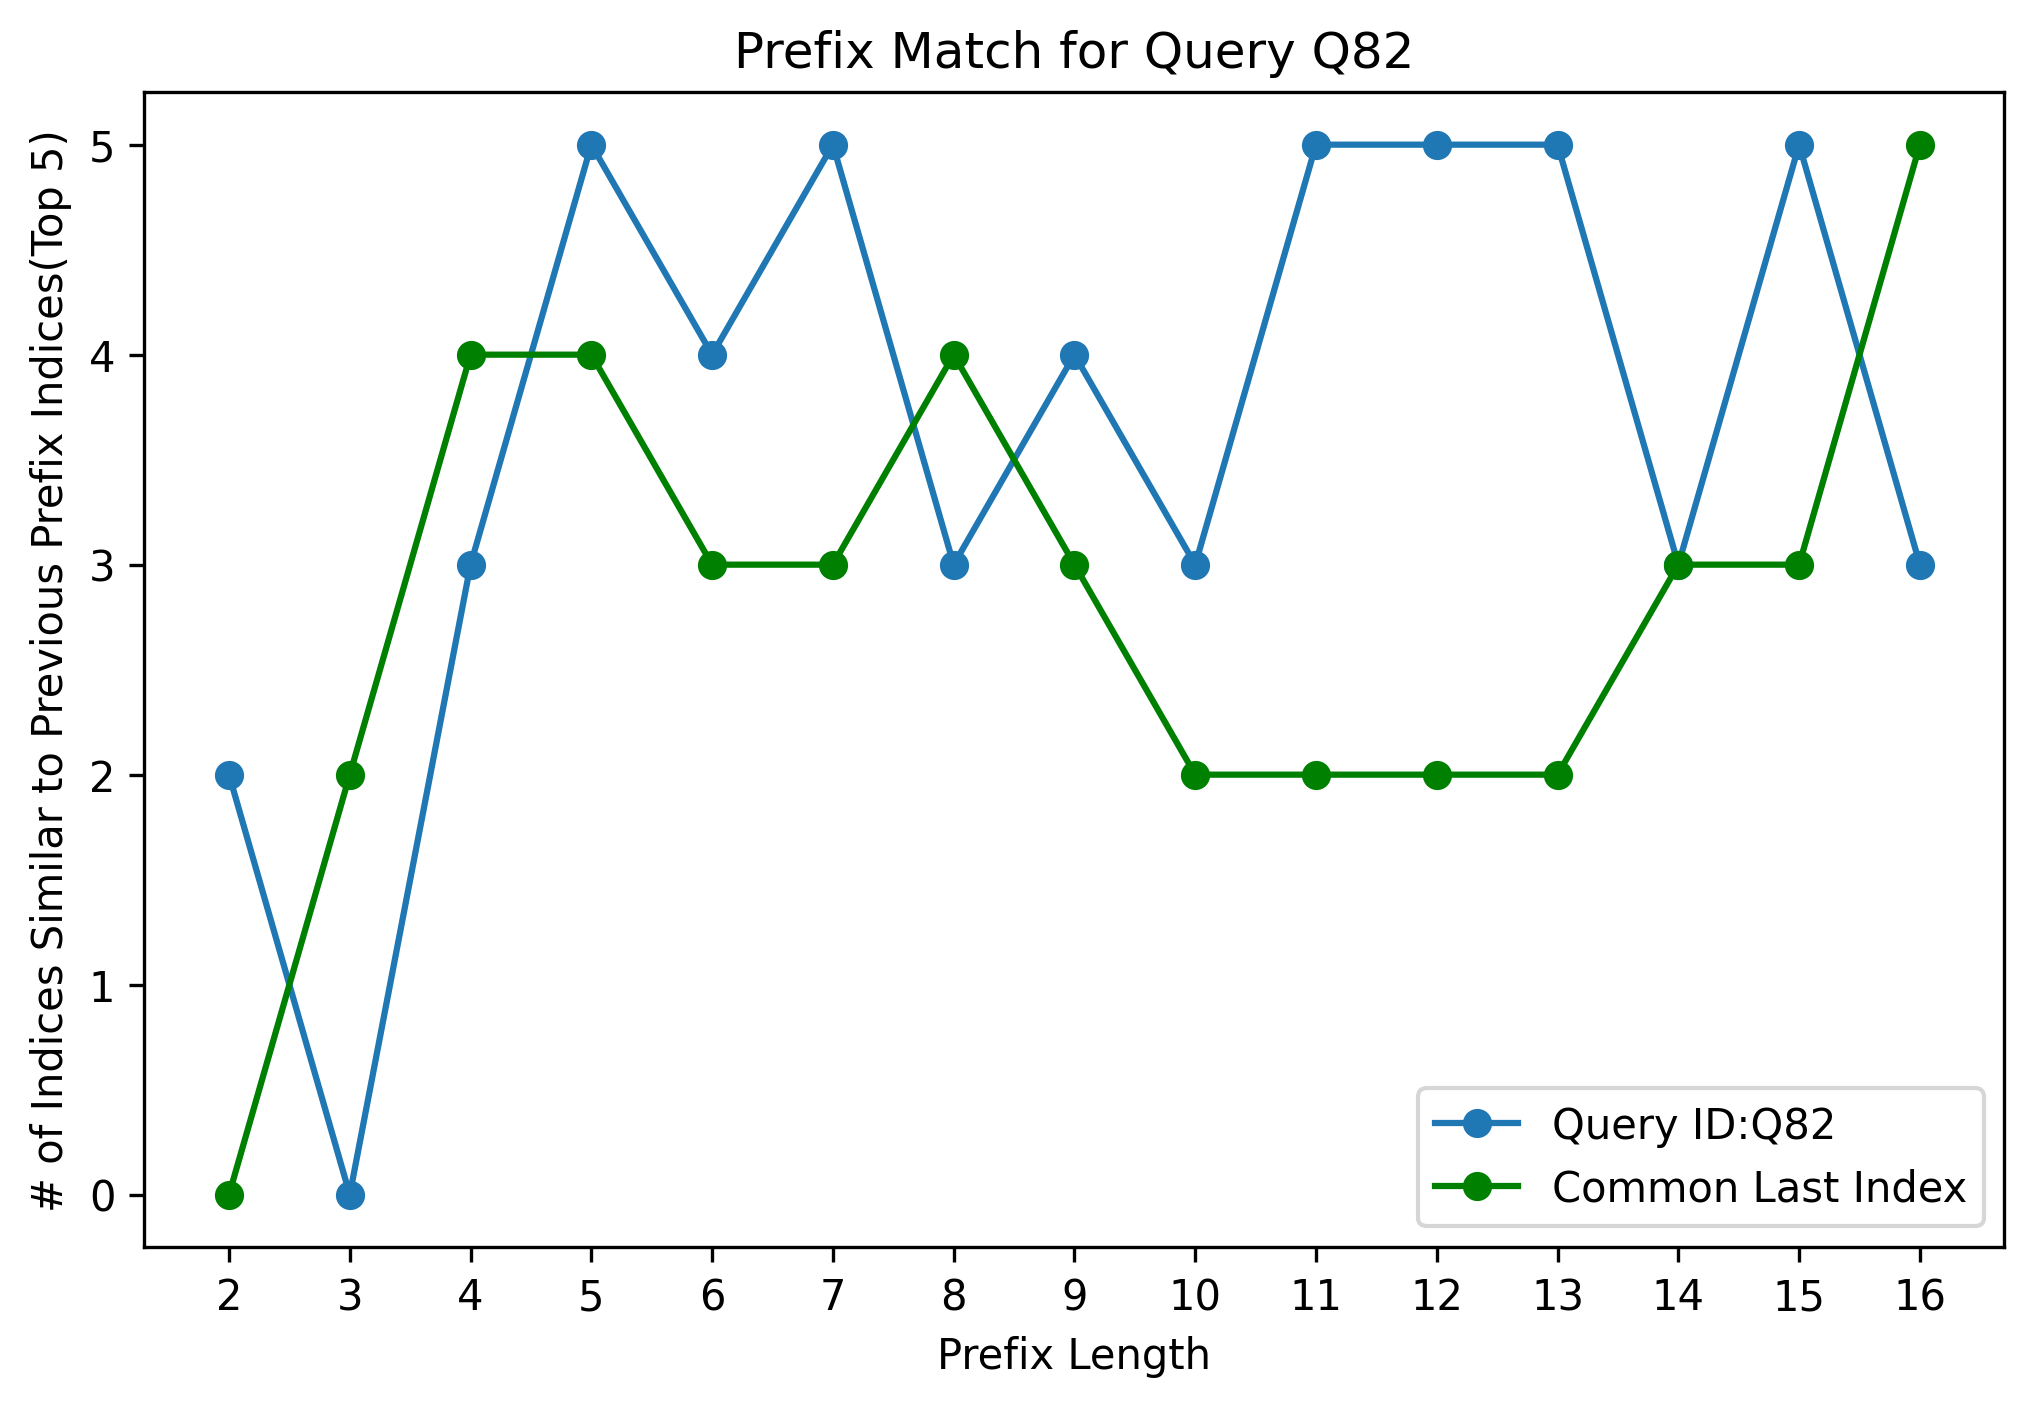 Prefix Match for Query Q82
# of Indices Similar to Previous Prefix Indices(Top 5)
5
4
3
2
1
0
Query ID:Q82
Common Last Index
2 3 4 5 6 7 8 9 10 11 12 13 14 15 16
Prefix Length